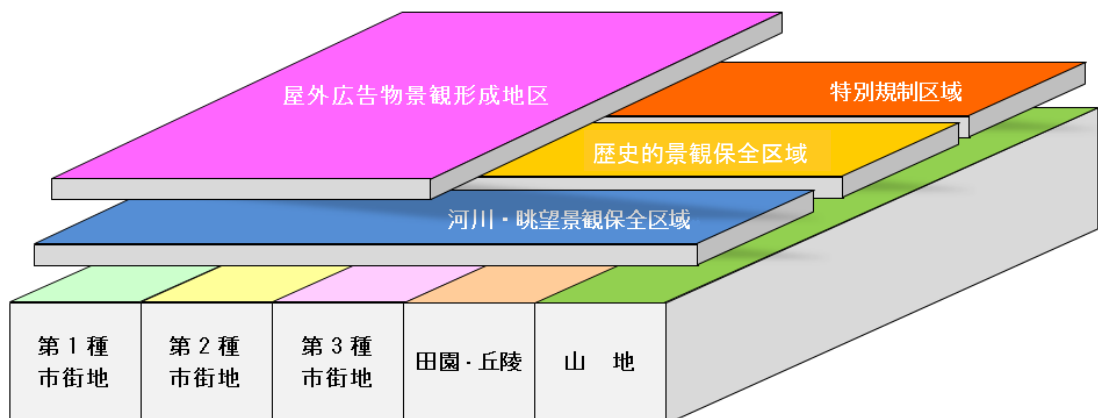 屋外広告物景観形成地区
特別規制区域
歴史的景観保全区域
河川・眺望景観保全区域
第１種
市街地
第２種
市街地
第３種
市街地
田園・丘陵
山　地